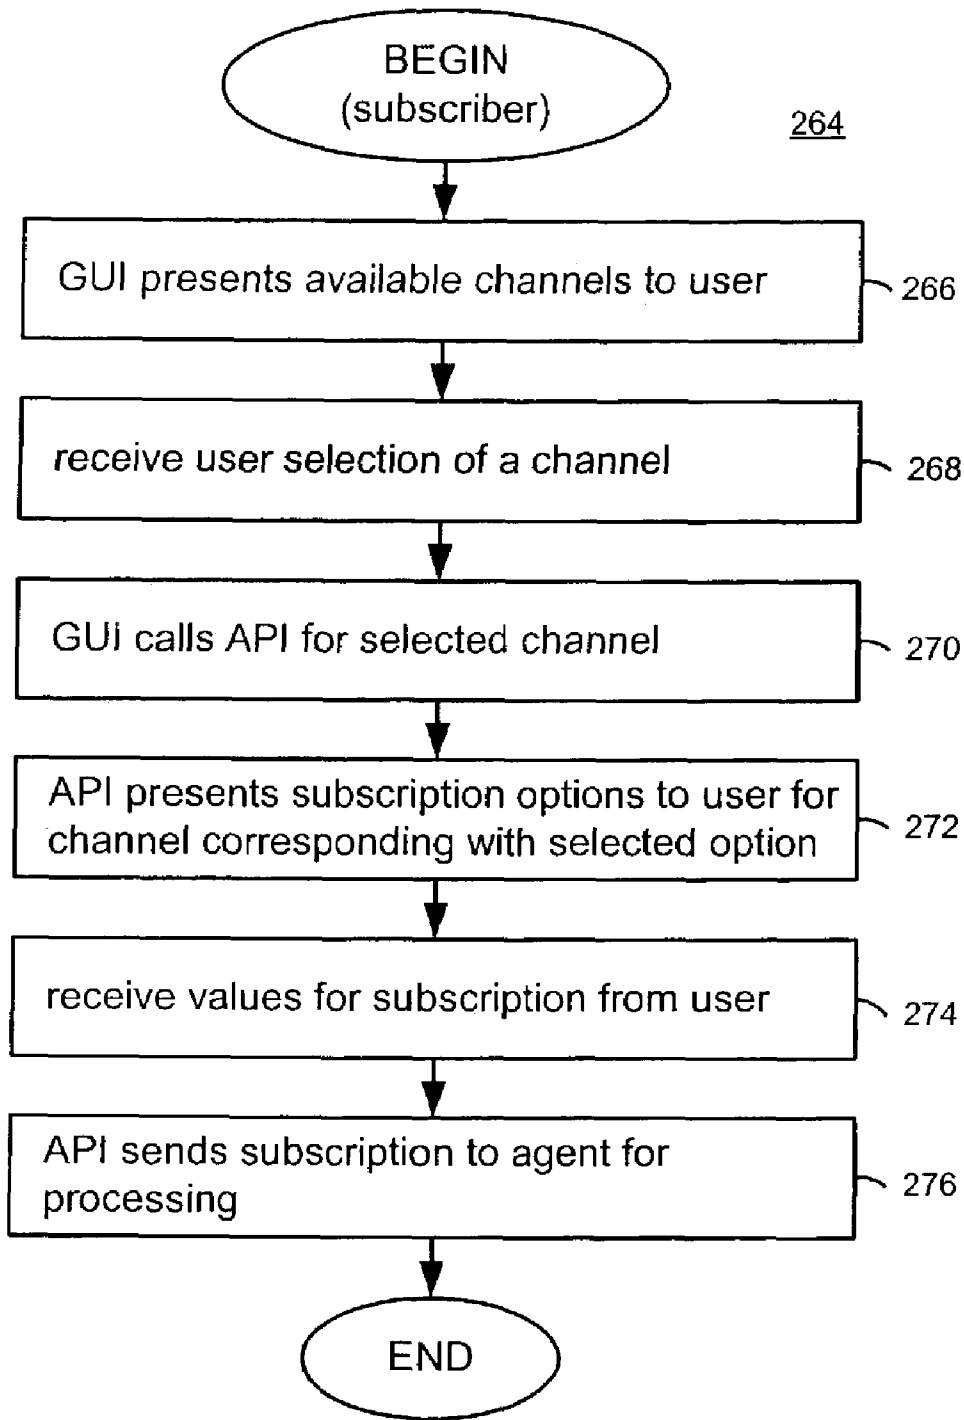 BEGIN
(subscriber)
264
GUI presents available channels to user
266
receive user selection of a channel
268
GUI calls API for selected channel
270
API presents subscription options to user for
channel corresponding with selected option
272
receive values for subscription from user
274
API sends subscription to agent for
processing
276
END